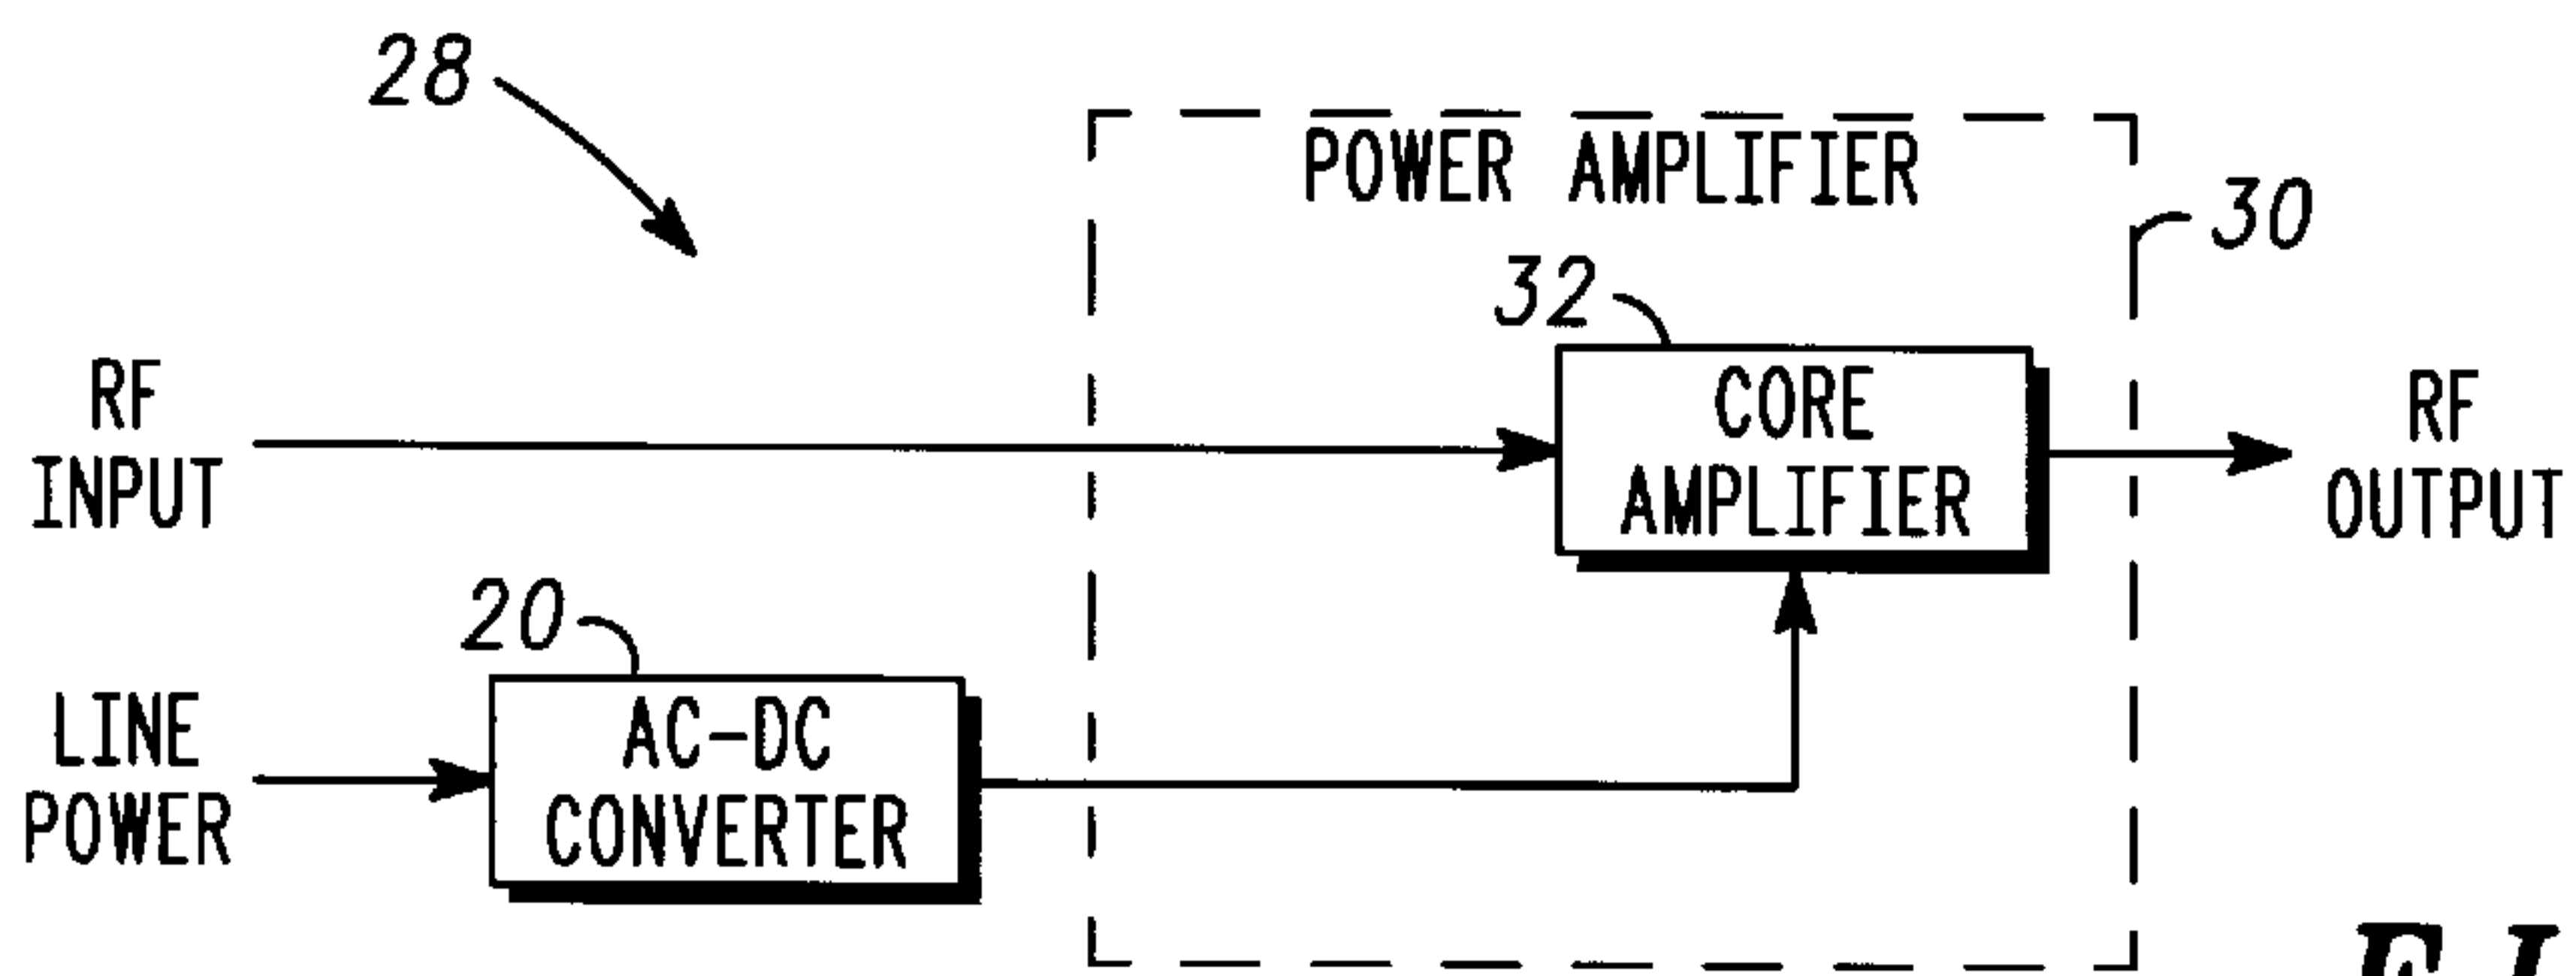 28
POWER AMPLIFIER
30
32
RF
INPUT
CORE
AMPLIFIER
RF
OUTPUT
20
LINE
POWER
AC-DC
CONVERTER